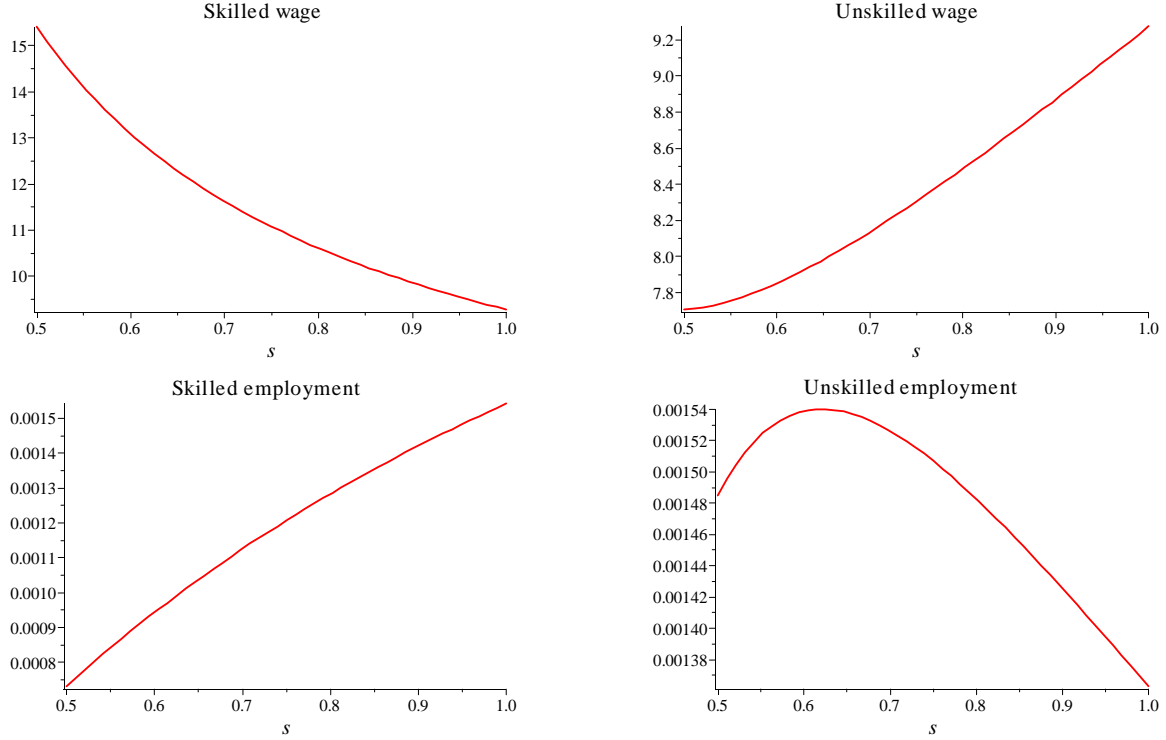 Skilled wage
15
14
13
12
11
10
0.5 0.6 0.7 0.8 0.9 1.0
s
Unskilled wage
9.2
9.0
8.8
8.6
8.4
8.2
8.0
7.8
0.5 0.6 0.7 0.8 0.9 1.0
s
Skilled employment
0.0015
0.0014
0.0013
0.0012
0.0011
0.0010
0.0009
0.0008
0.5 0.6 0.7 0.8 0.9 1.0
s
Unskilled employment
0.00154
0.00152
0.00150
0.00148
0.00146
0.00144
0.00142
0.00140
0.00138
0.5 0.6 0.7 0.8 0.9 1.0
s